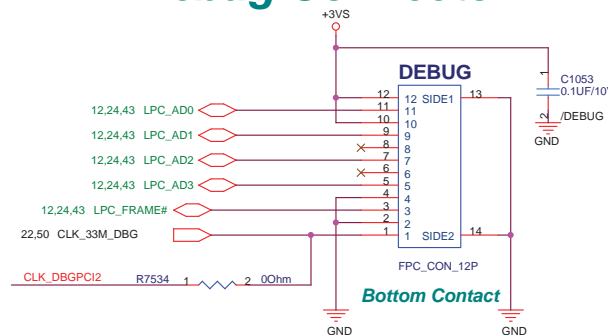 +3VS
DEBUG
12 12 SIDE1 13
12,24,43 LPC_AD0 11 11
10 10
12,24,43 LPC_AD1 9 9
8 8
12,24,43 LPC_AD2 7 7
6 6
12,24,43 LPC_AD3 5 5
4 4
12,24,43 LPC_FRAME# 3 3
2 2
22,50 CLK_33M_DBG 1 1 SIDE2 14
FPC_CON_12P
1
C1053
2 /DEBUG
GND
CLK_DBGPCI2 R7534 1 2 0Ohm
Bottom Contact
GND
GND